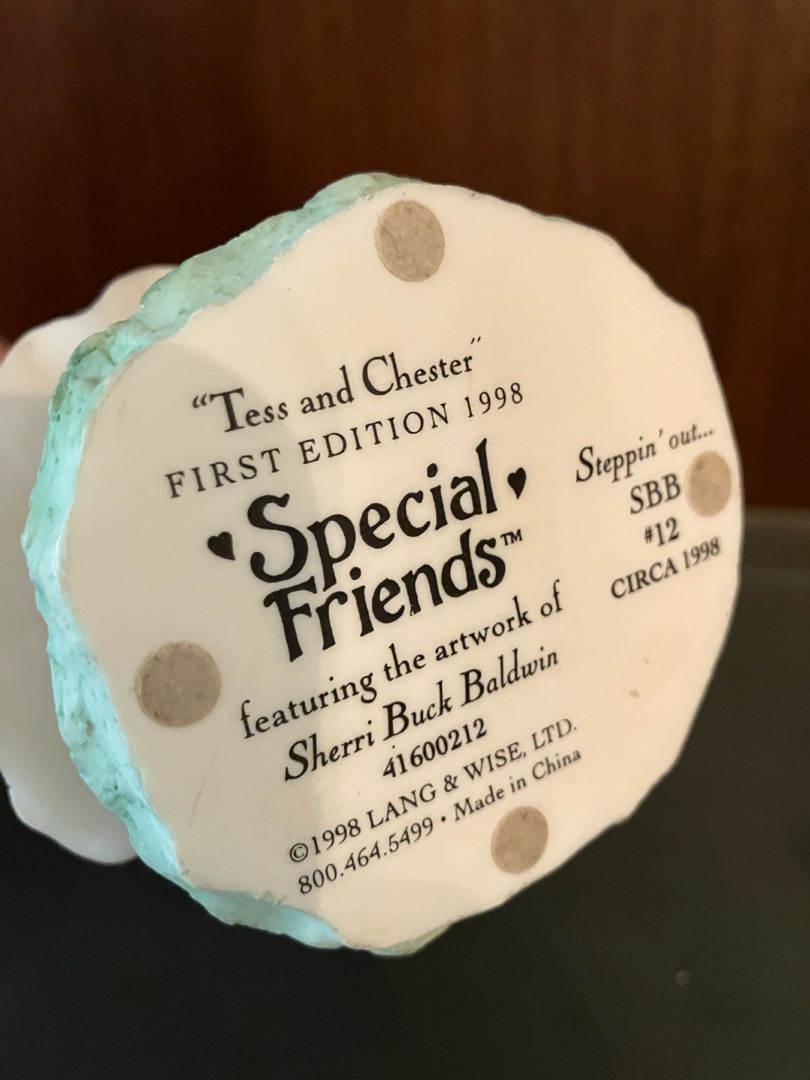 “Tess and Chester”
FIRST EDITION 1998
Special
Friends™
featuring the artwork of
Sherri Buck Baldwin
41600212
©1998 LANG & WISE, LTD.
800.464.5499 • Made in China
Steppin' out...
SBB
#12
CIRCA 1998